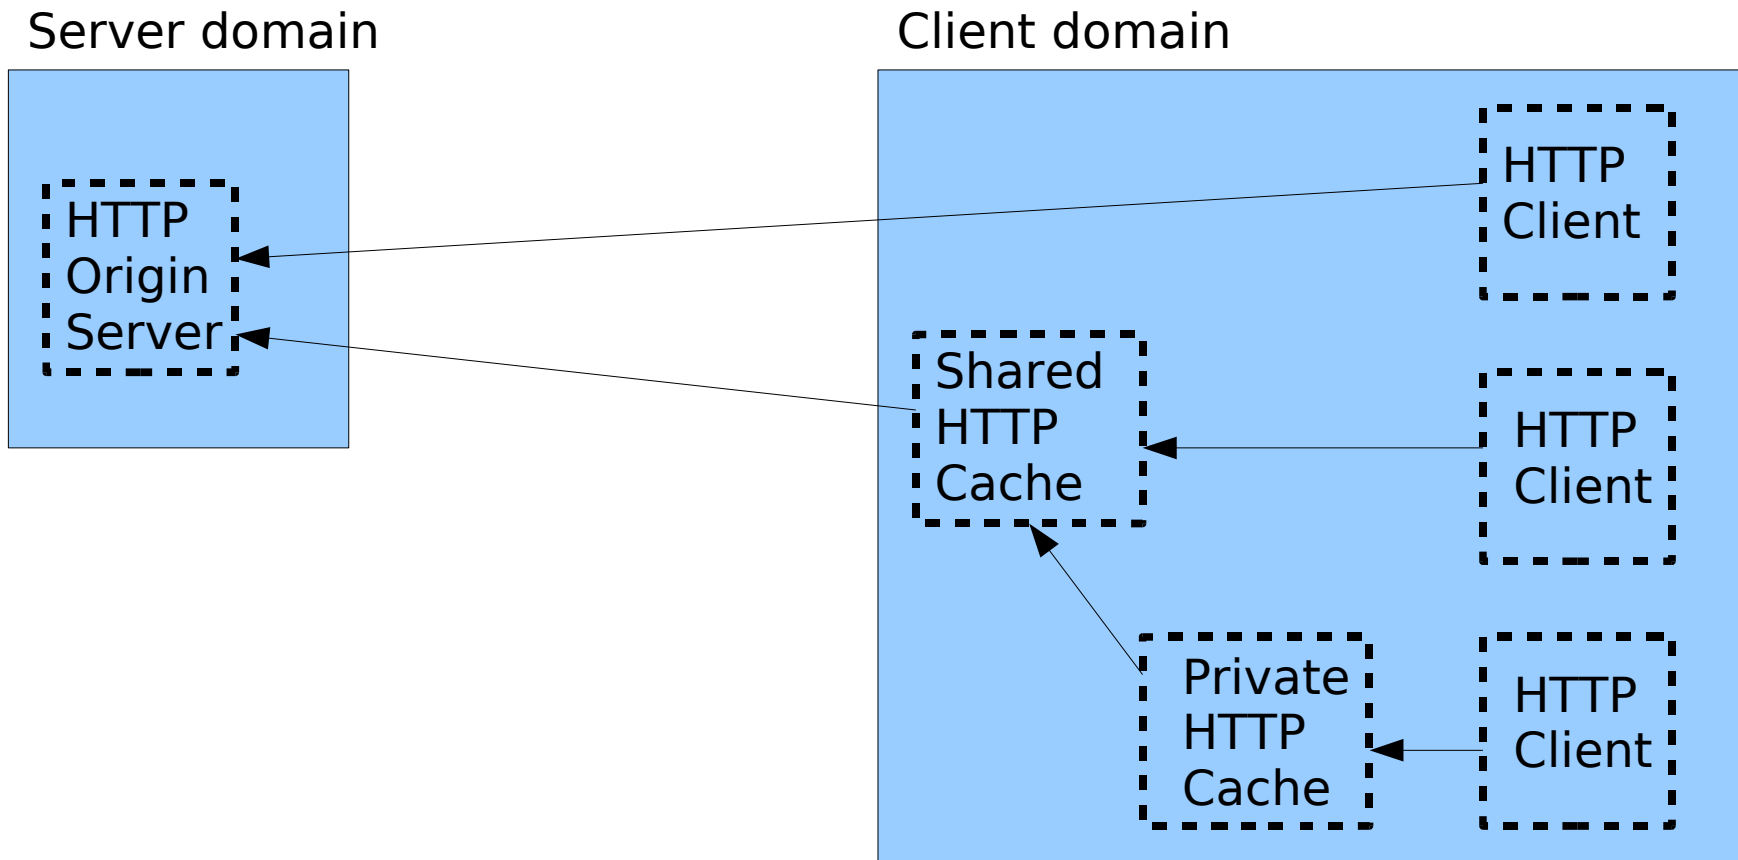 Server domain
Client domain
HTTP
Origin
Server
HTTP
Client
Shared
HTTP
Cache
HTTP
Client
Private
HTTP
Cache
HTTP
Client